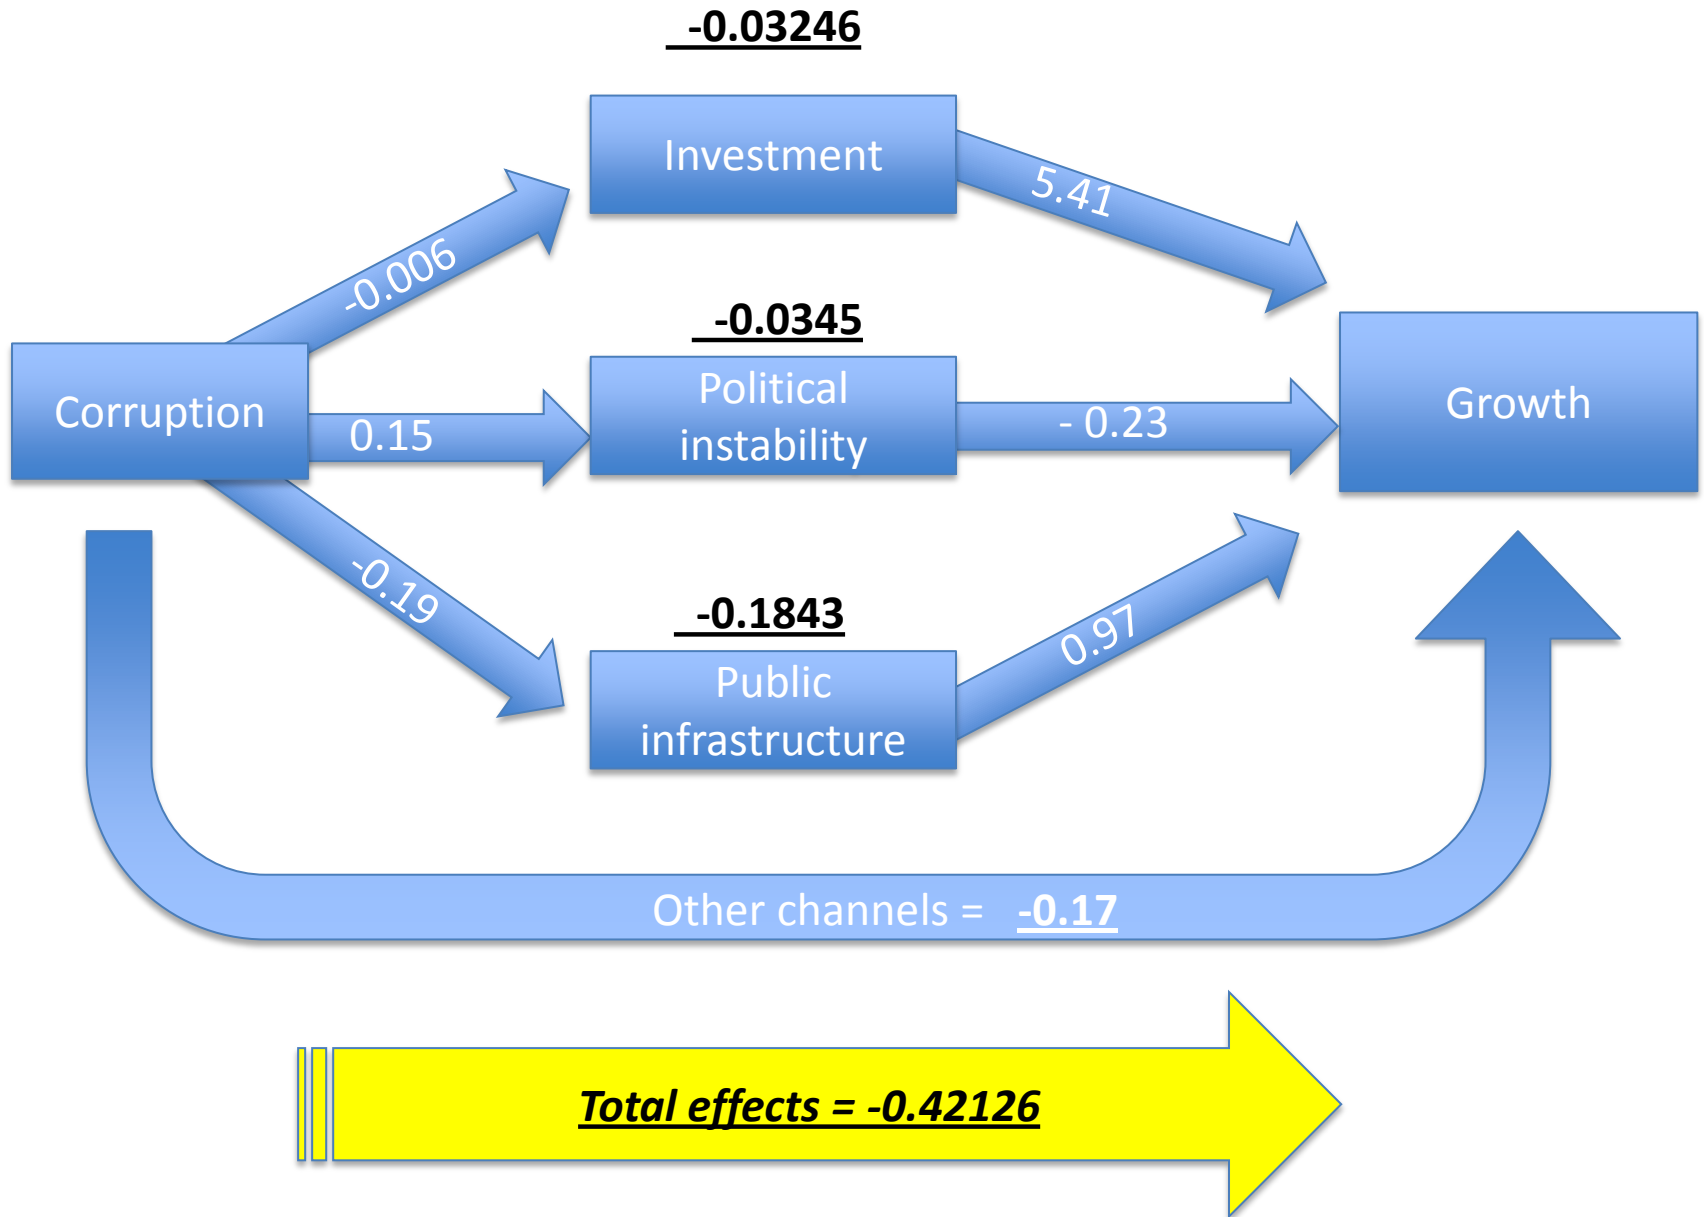 -0.03246
Investment
5.41
-0.006
-0.0345
Corruption
0.15
Political
instability
- 0.23
Growth
-0.19
-0.1843
Public
infrastructure
0.97
Other channels = -0.17
Total effects = -0.42126